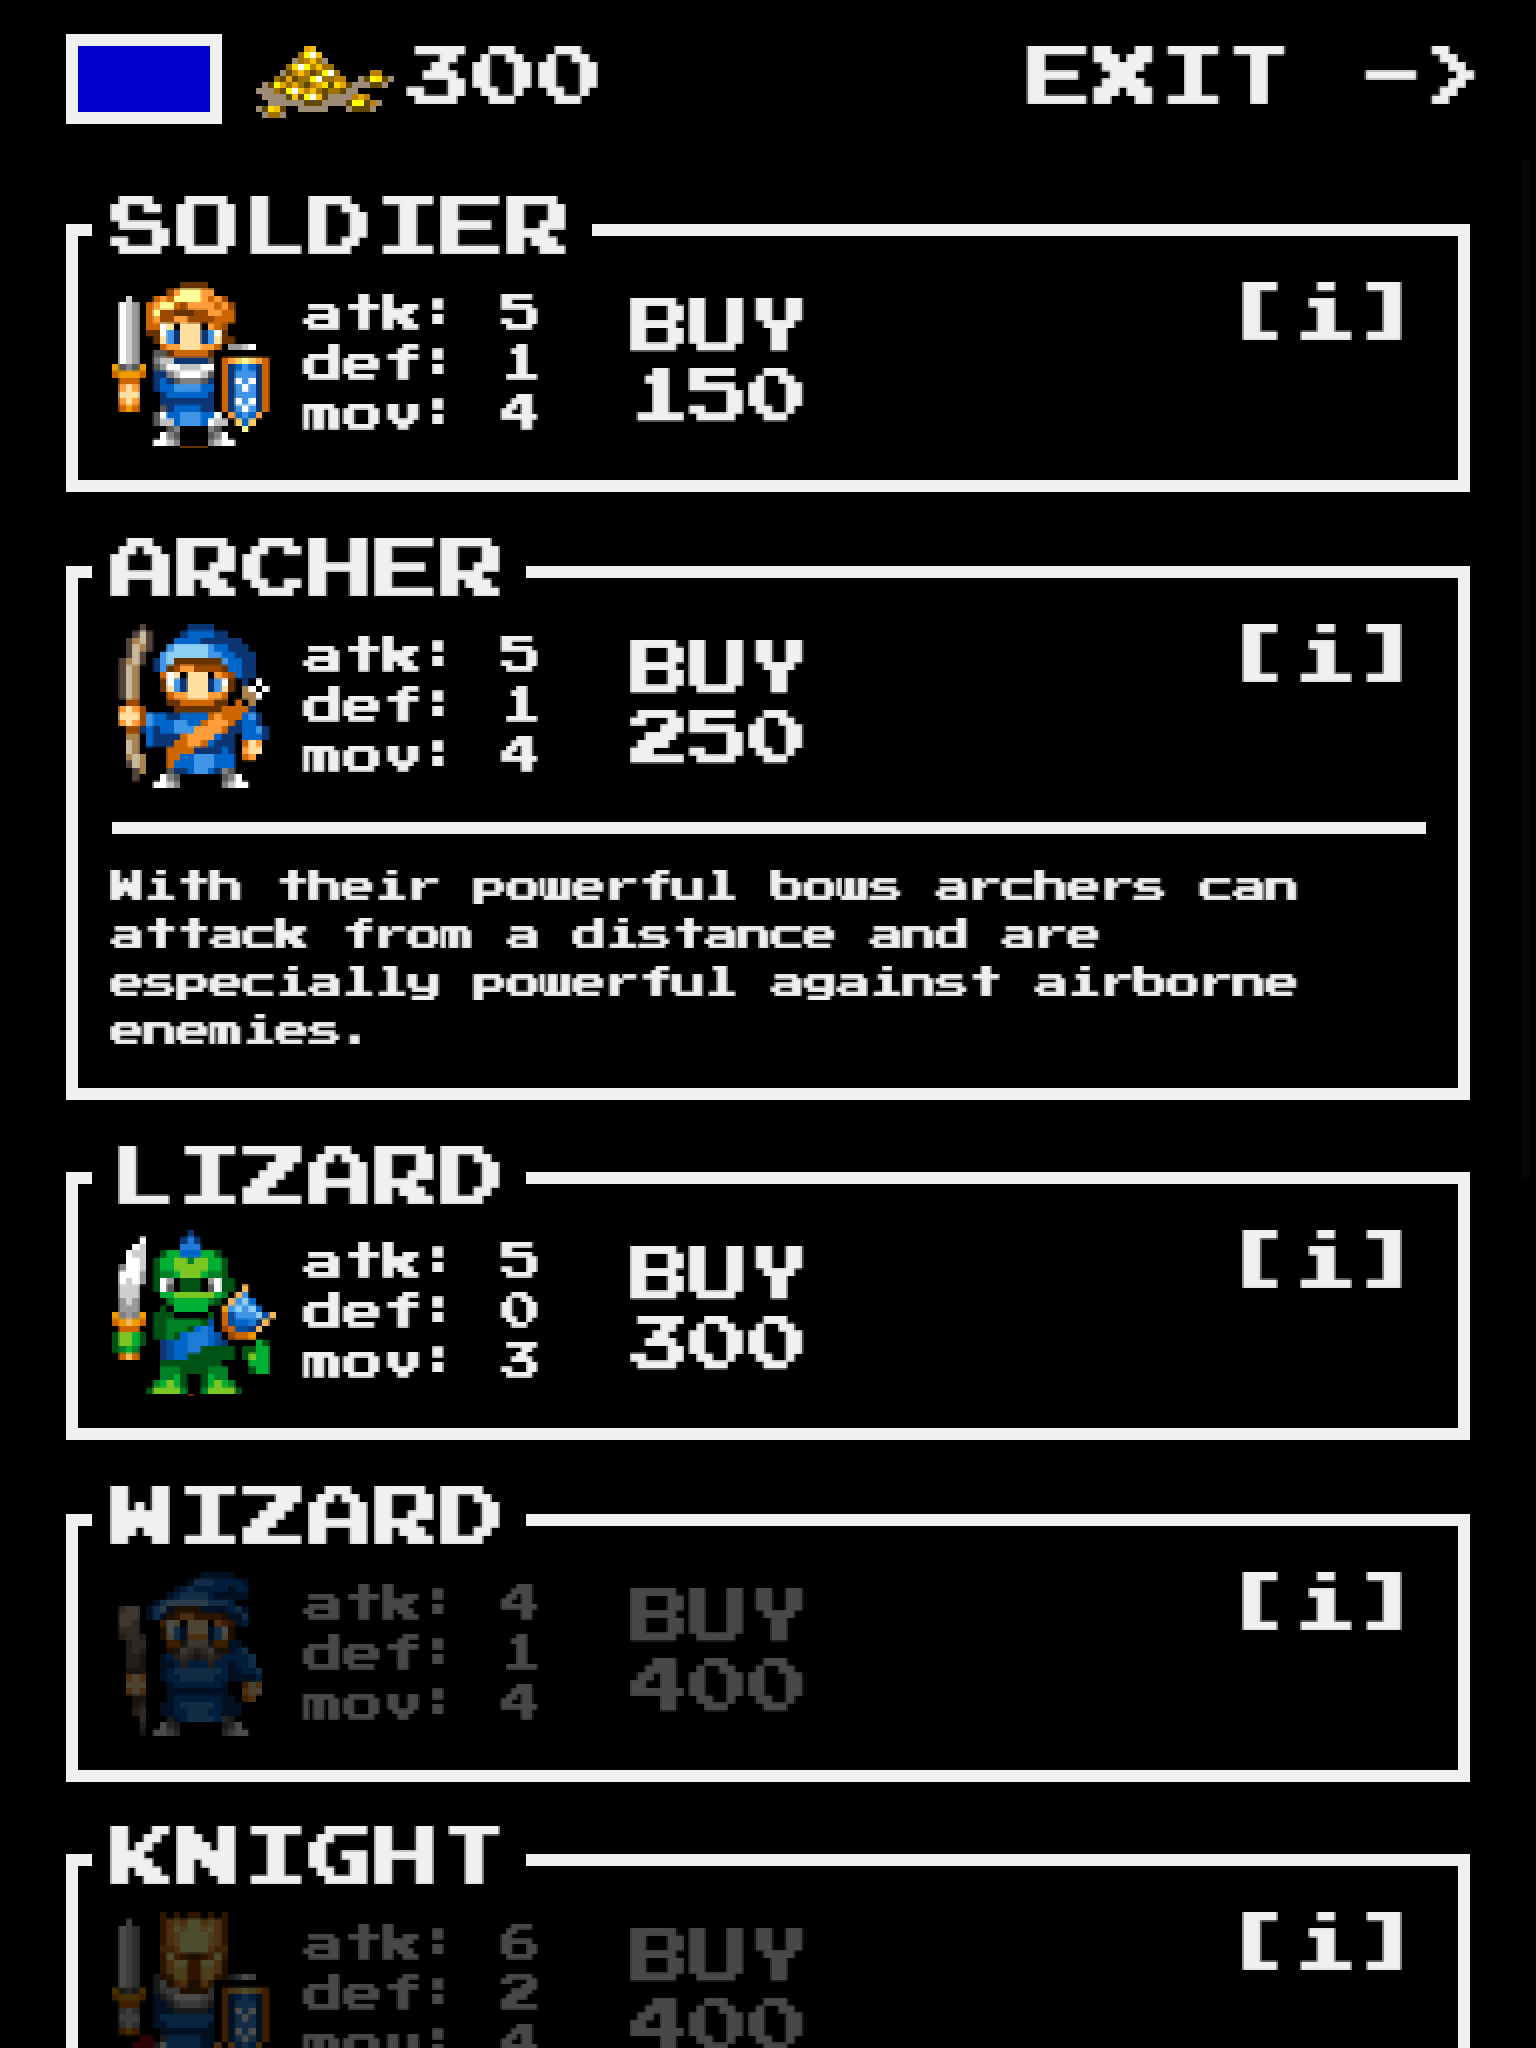 300 EXIT ->
SOLDIER
[i]
atk: 5
def: 1
mov: 4
BUY
150
ARCHER
[i]
atk: 5
def: 1
mov: 4
BUY
250
With their powerful bows archers can
attack from a distance and are
especially powerful against airborne
enemies.
LIZARD
[i]
atk: 5
def: 0
mov: 3
BUY
300
WIZARD
[i]
atk: 4
def: 1
mov: 4
BUY
400
KNIGHT
[i]
atk: 6
def: 2
mov: 4
BUY
400